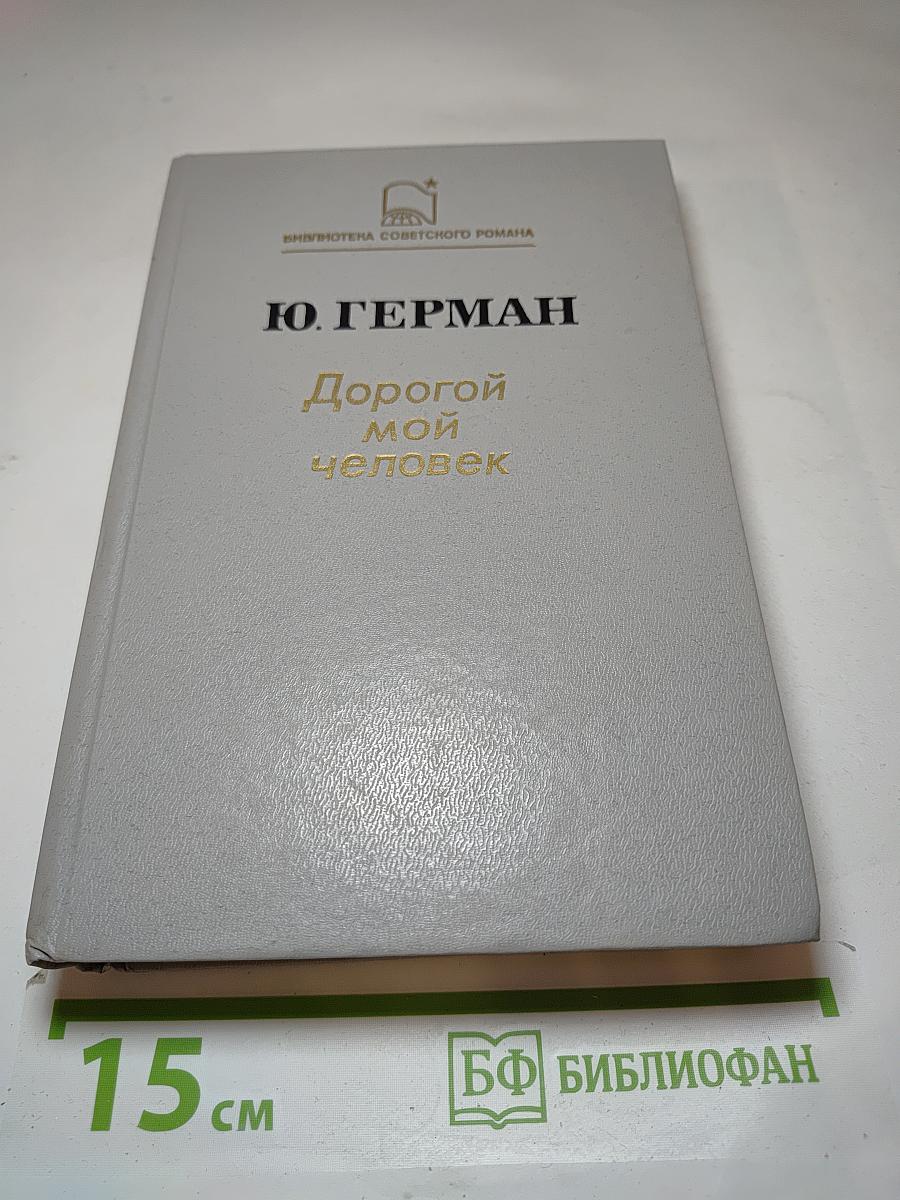 БИБЛИОТЕКА СОВЕТСКОГО РОМАНА
Ю. ГЕРМАН
Дорогой
мой
человек
15 см
БФ БИБЛИОФАН